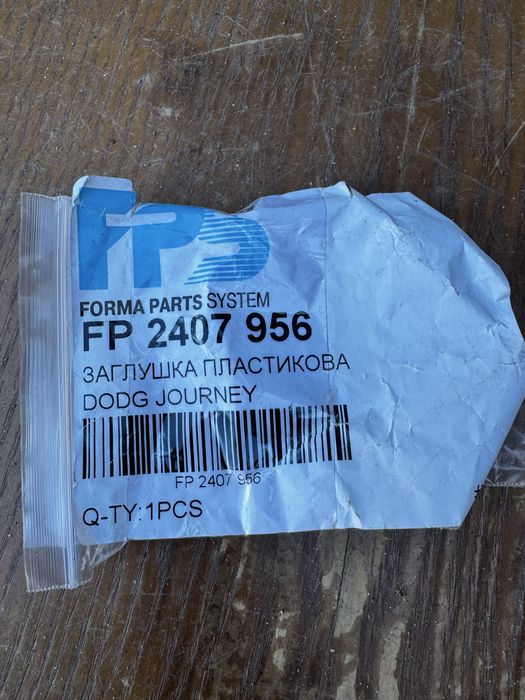 FPS
FORMA PARTS SYSTEM
FP 2407 956
ЗАГЛУШКА ПЛАСТИКОВА
DODG JOURNEY
FP 2407 956
Q-TY:1PCS